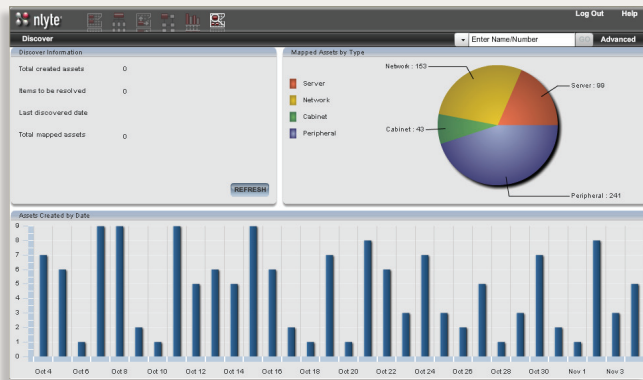 nlyte
Log Out Help
Discover
Enter Name/Number GO Advanced
Discover Information
Total created assets 0
Items to be resolved 0
Last discovered date
Total mapped assets 0
REFRESH
Mapped Assets by Type
Server
Network
Cabinet
Peripheral
Network : 153
Server : 99
Cabinet : 43
Peripheral : 241
Assets Created by Date
9
8
7
6
5
4
3
2
1
0
Oct 4 Oct 6 Oct 8 Oct 10 Oct 12 Oct 14 Oct 16 Oct 18 Oct 20 Oct 22 Oct 24 Oct 26 Oct 28 Oct 30 Nov 1 Nov 3